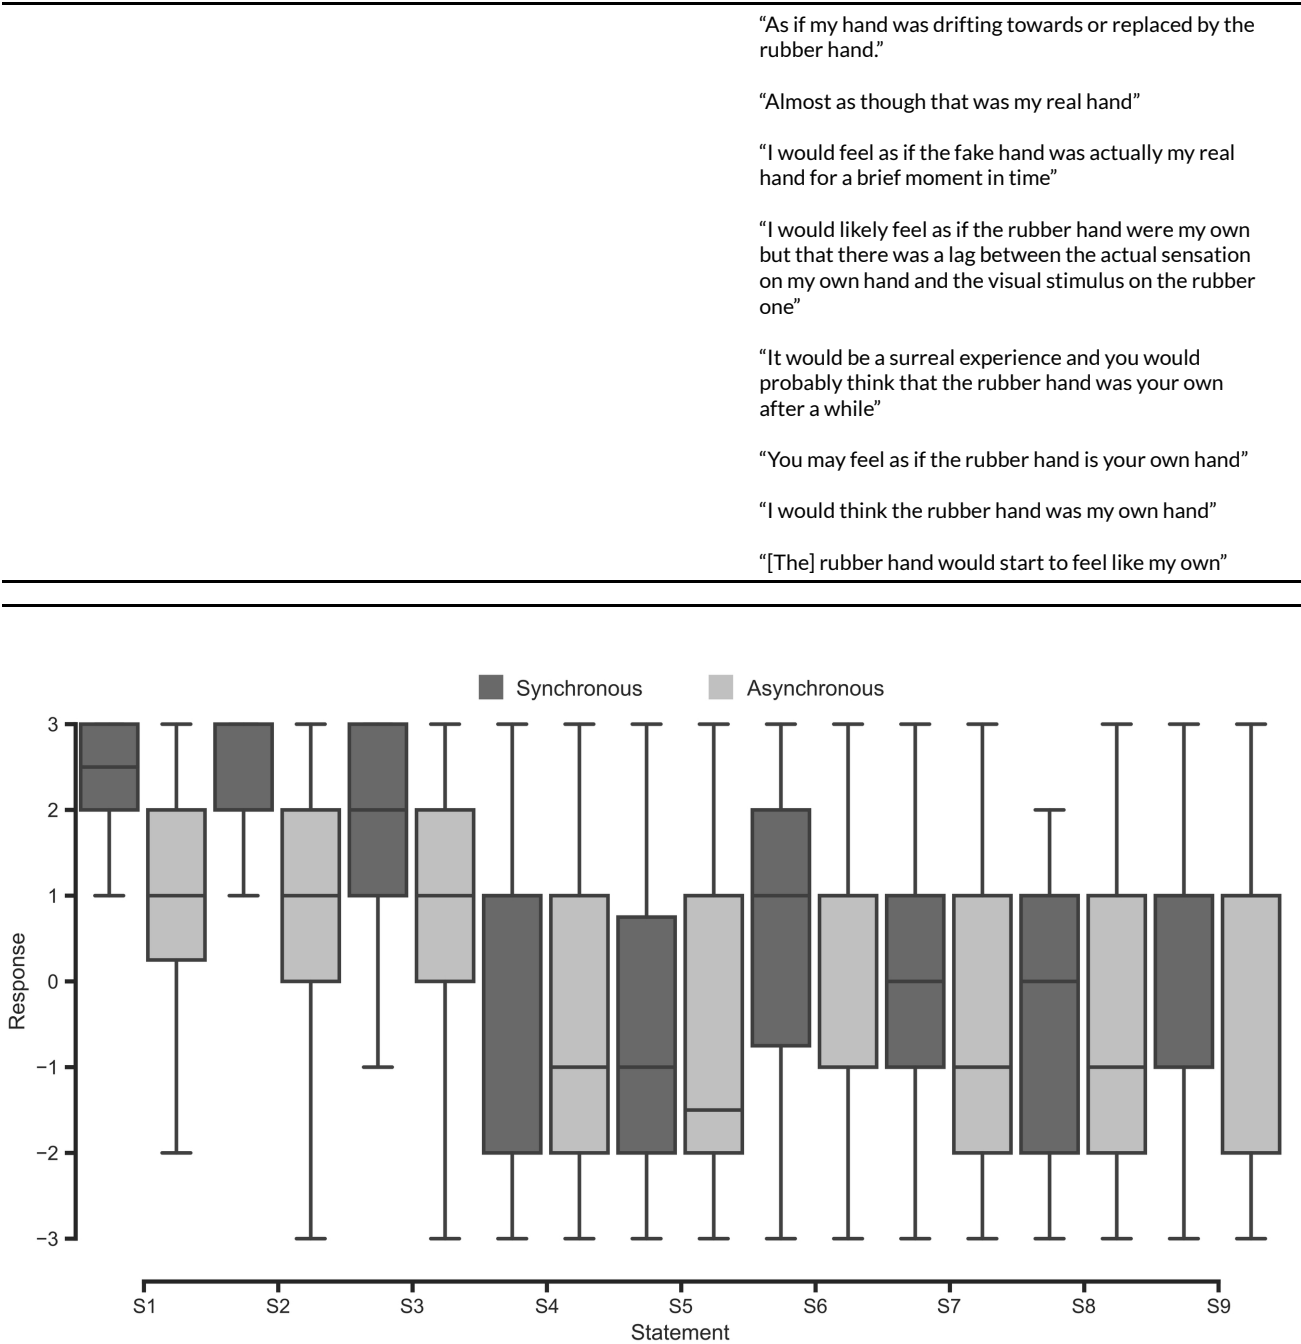 “As if my hand was drifting towards or replaced by the
rubber hand.”
“Almost as though that was my real hand”
“I would feel as if the fake hand was actually my real
hand for a brief moment in time”
“I would likely feel as if the rubber hand were my own
but that there was a lag between the actual sensation
on my own hand and the visual stimulus on the rubber
one”
“It would be a surreal experience and you would
probably think that the rubber hand was your own
after a while”
“You may feel as if the rubber hand is your own hand”
“I would think the rubber hand was my own hand”
“[The] rubber hand would start to feel like my own”
Synchronous
Asynchronous
3
2
1
0
−1
−2
−3
Response
S1
S2
S3
S4
S5
S6
S7
S8
S9
Statement